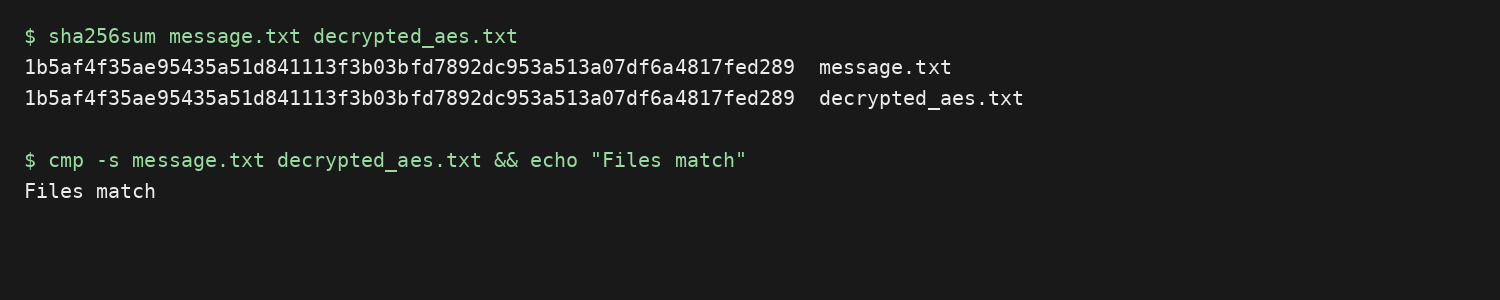 $ sha256sum message.txt decrypted_aes.txt
1b5af4f35ae95435a51d841113f3b03bfd7892dc953a513a07df6a4817fed289  message.txt
1b5af4f35ae95435a51d841113f3b03bfd7892dc953a513a07df6a4817fed289  decrypted_aes.txt
$ cmp -s message.txt decrypted_aes.txt && echo "Files match"
Files match